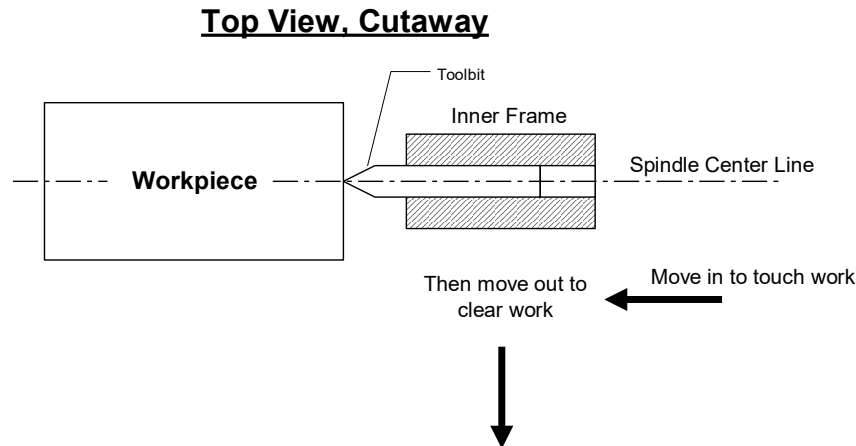 Top View, Cutaway
Toolbit
Inner Frame
Spindle Center Line
Workpiece
Then move out to
clear work
Move in to touch work